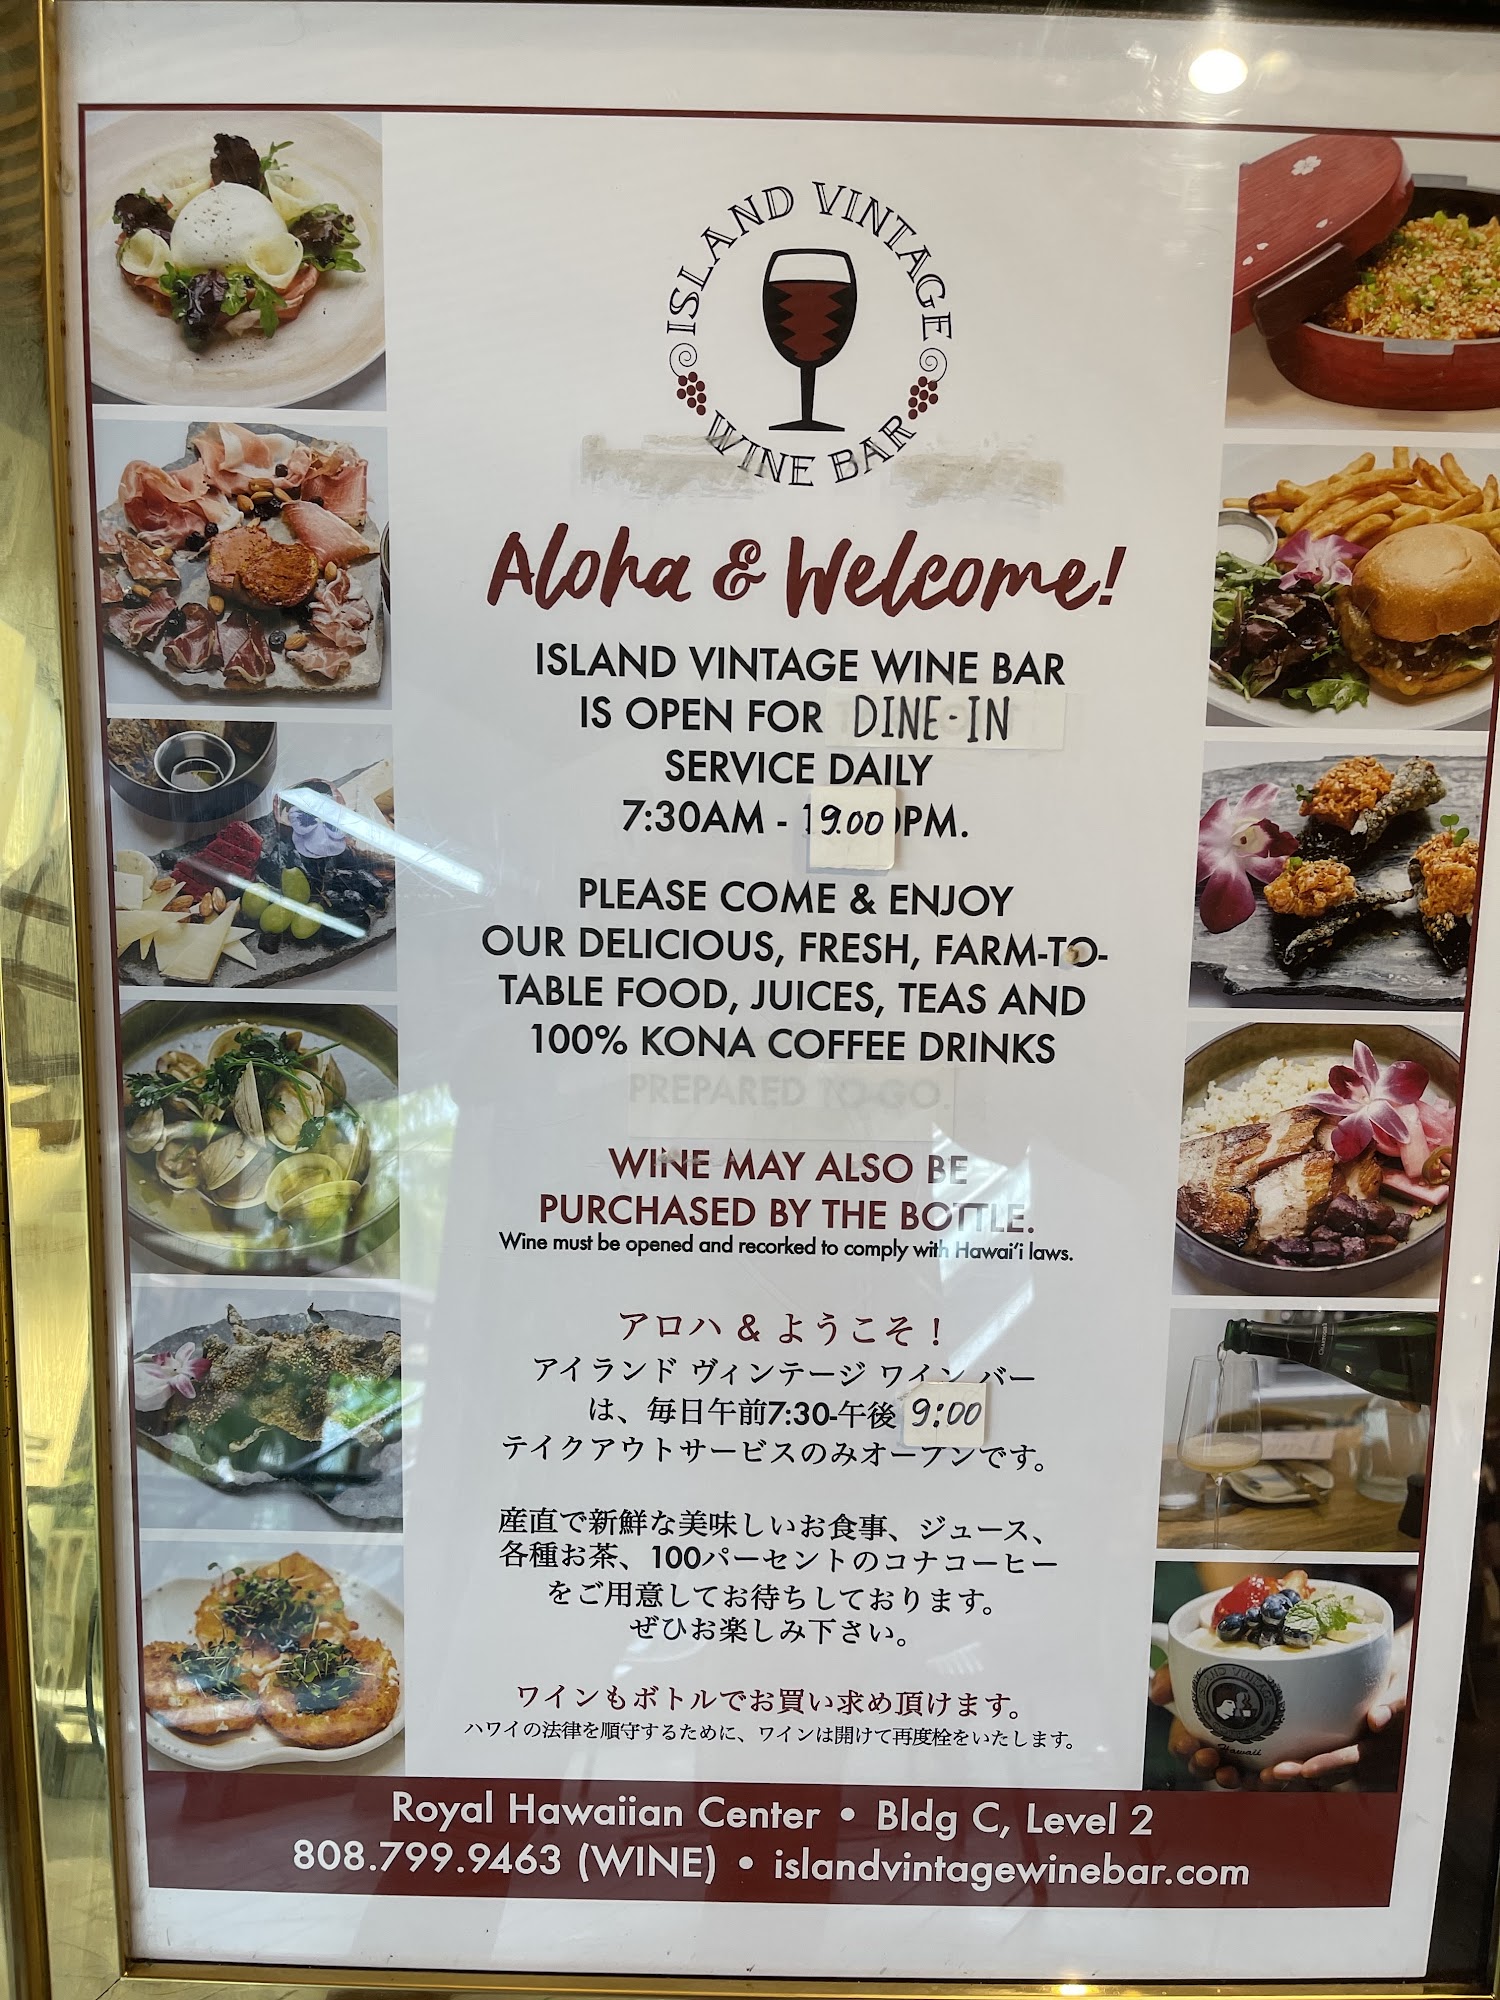 ISLAND VINTAGE
WINE BAR
Aloha & Welcome!
ISLAND VINTAGE WINE BAR
IS OPEN FOR DINE-IN
SERVICE DAILY
7:30AM - 19:00PM.
PLEASE COME & ENJOY
OUR DELICIOUS, FRESH, FARM-TO-
TABLE FOOD, JUICES, TEAS AND
100% KONA COFFEE DRINKS
PREPARED TO-GO.
WINE MAY ALSO BE
PURCHASED BY THE BOTTLE.
Wine must be opened and recorked to comply with Hawai‘i laws.
アロハ & ようこそ！
アイランド ヴィンテージ ワイン バー
は、毎日午前7:30-午後 9:00
テイクアウトサービスのみオープンです。
産直で新鮮な美味しいお食事、ジュース、
各種お茶、100パーセントのコナコーヒー
をご用意してお待ちしております。
ぜひお楽しみ下さい。
ワインもボトルでお買い求め頂けます。
ハワイの法律を順守するために、ワインは開けて再度栓をいたします。
ISLAND VINTAGE
Hawaii
Royal Hawaiian Center • Bldg C, Level 2
808.799.9463 (WINE) • islandvintagewinebar.com